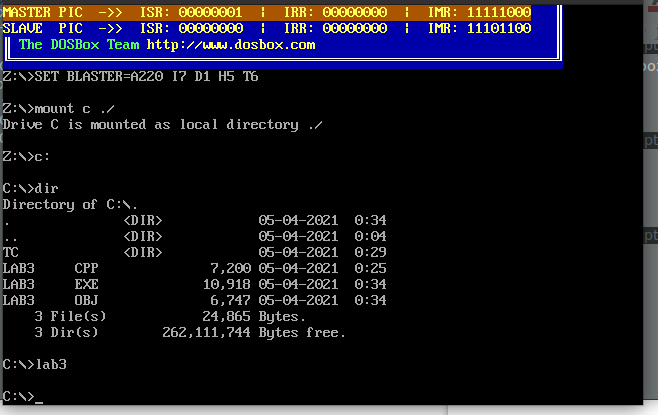 MASTER PIC ->> ISR: 00000001 ¦ IRR: 00000000 ¦ IMR: 11111000
SLAVE PIC ->> ISR: 00000000 ¦ IRR: 00000000 ¦ IMR: 11101100
The DOSBox Team http://www.dosbox.com
Z:\>SET BLASTER=A220 I7 D1 H5 T6
Z:\>mount c ./
Drive C is mounted as local directory ./
Z:\>c:
C:\>dir
Directory of C:\.
. <DIR> 05-04-2021 0:34
.. <DIR> 05-04-2021 0:04
TC <DIR> 05-04-2021 0:29
LAB3 CPP 7,200 05-04-2021 0:25
LAB3 EXE 10,918 05-04-2021 0:34
LAB3 OBJ 6,747 05-04-2021 0:34
3 File(s) 24,865 Bytes.
3 Dir(s) 262,111,744 Bytes free.
C:\>lab3
C:\>_